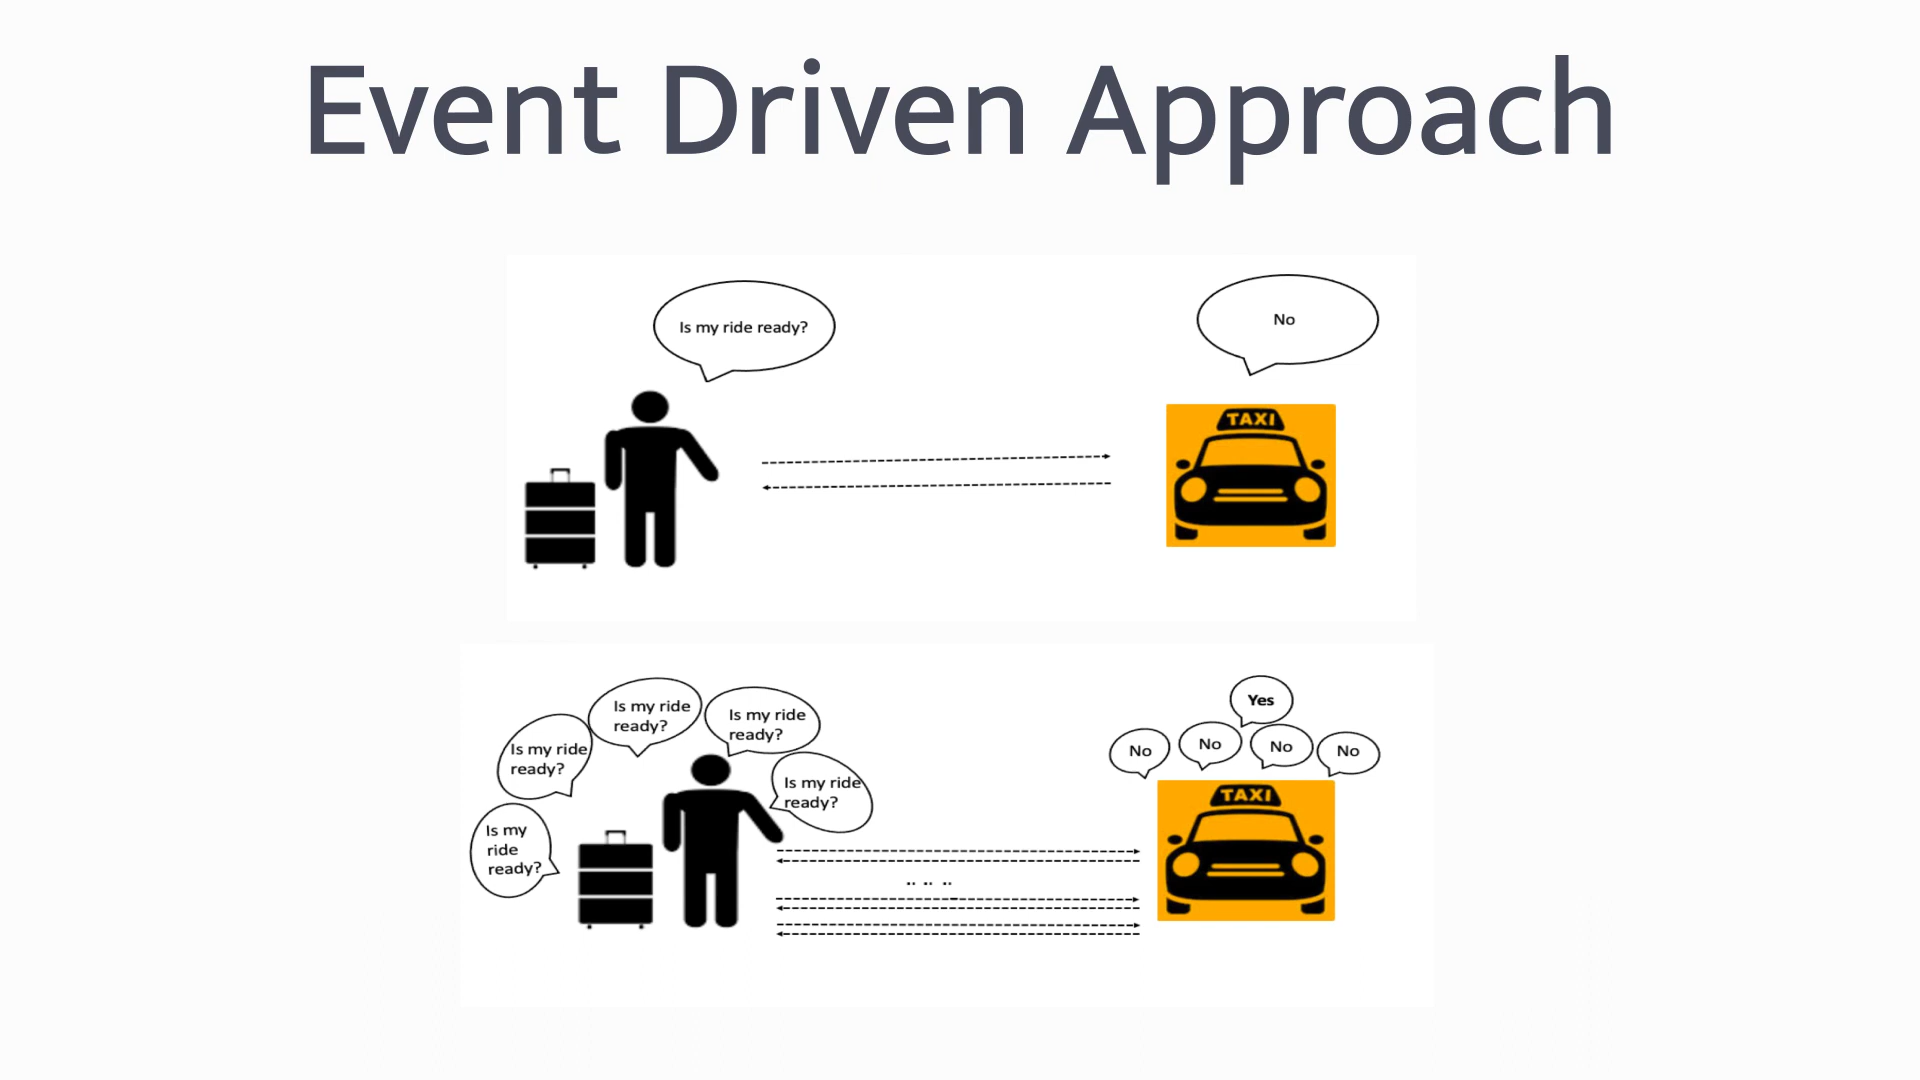 Event Driven Approach
Is my ride ready?
No
TAXI
Is my ride
ready?
Is my ride
ready?
Is my ride
ready?
Is my ride
ready?
Is my
ride
ready?
Yes
No
No
No
No
TAXI